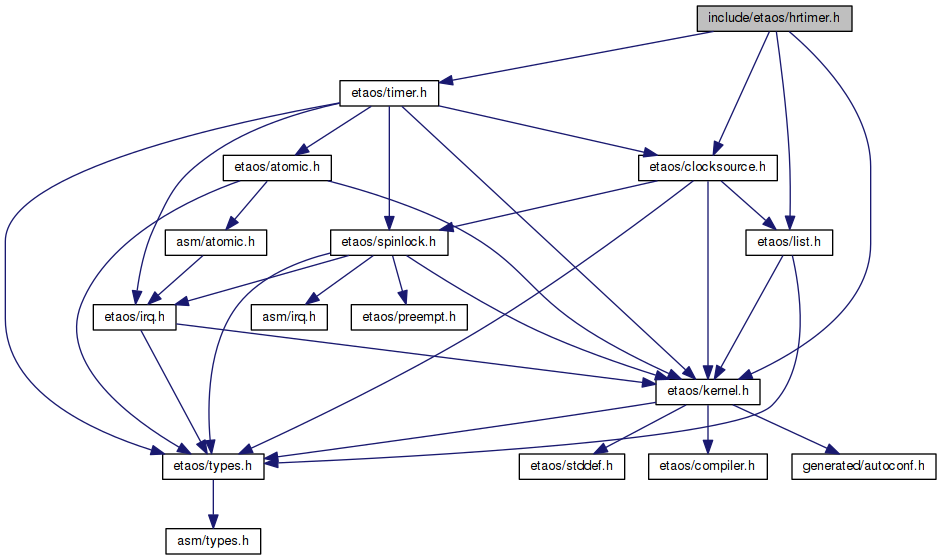 include/etaos/hrtimer.h
etaos/timer.h
etaos/atomic.h
etaos/clocksource.h
asm/atomic.h
etaos/spinlock.h
etaos/list.h
etaos/irq.h
asm/irq.h
etaos/preempt.h
etaos/kernel.h
etaos/types.h
etaos/stddef.h
etaos/compiler.h
generated/autoconf.h
asm/types.h